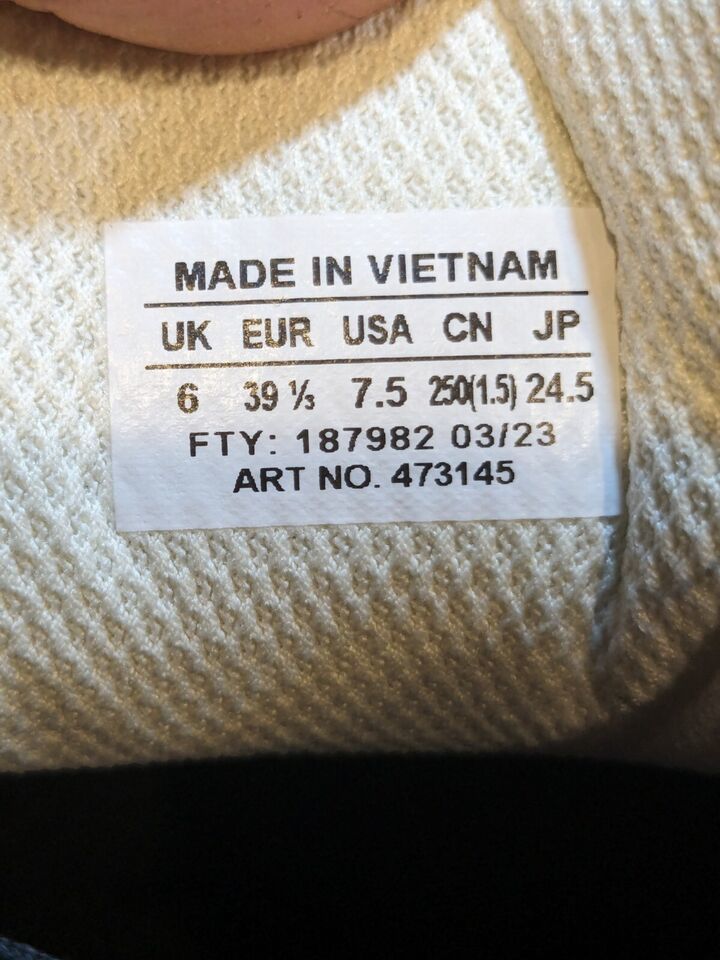 MADE IN VIETNAM
UK EUR USA CN JP
6 39 ⅓ 7.5 250(1.5) 24.5
FTY: 187982 03/23
ART NO. 473145